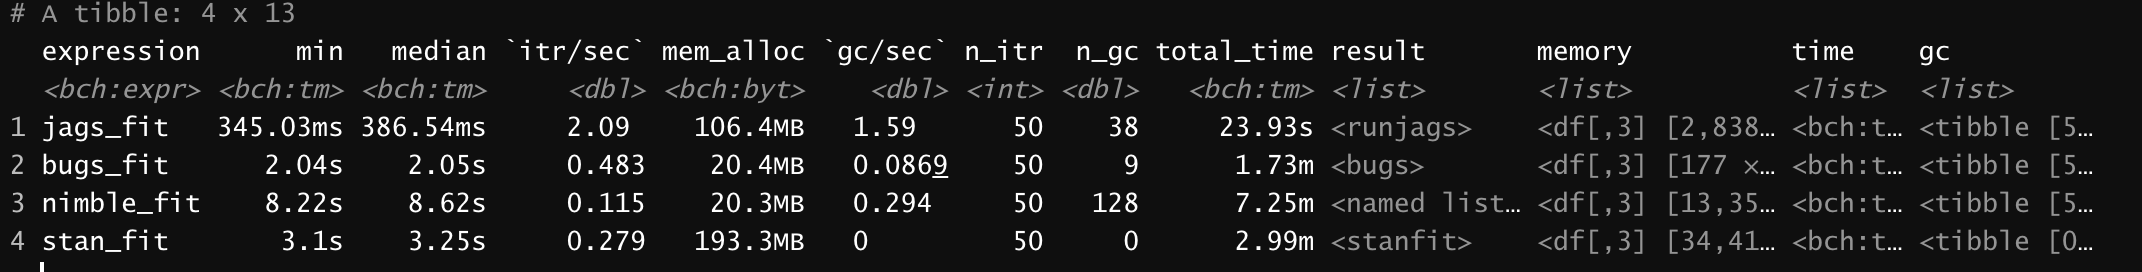 # A tibble: 4 x 13
expression min median `itr/sec` mem_alloc `gc/sec` n_itr n_gc total_time result memory time gc
<bch:expr> <bch:tm> <bch:tm> <dbl> <bch:byt> <dbl> <int> <dbl> <bch:tm> <list> <list> <list> <list>
1 jags_fit 345.03ms 386.54ms 2.09 106.4MB 1.59 50 38 23.93s <runjags> <df[,3] [2,838… <bch:t… <tibble [5…
2 bugs_fit 2.04s 2.05s 0.483 20.4MB 0.0869 50 9 1.73m <bugs> <df[,3] [177 ×… <bch:t… <tibble [5…
3 nimble_fit 8.22s 8.62s 0.115 20.3MB 0.294 50 128 7.25m <named list… <df[,3] [13,35… <bch:t… <tibble [5…
4 stan_fit 3.1s 3.25s 0.279 193.3MB 0 50 0 2.99m <stanfit> <df[,3] [34,41… <bch:t… <tibble [0…